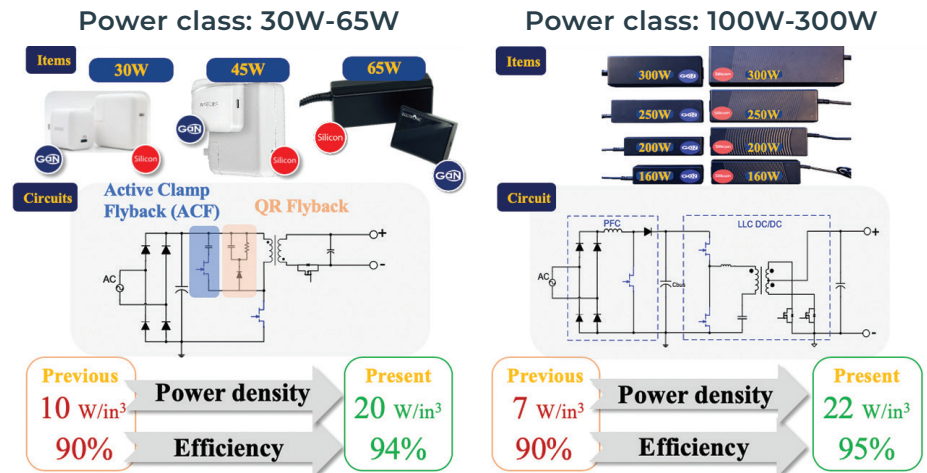 Power class: 30W-65W
Items
30W
45W
65W
GaN
Silicon
GaN
Silicon
Silicon
GaN
Circuits
Active Clamp
Flyback (ACF)
QR Flyback
AC
+
-
Previous
10 W/in³
90%
Power density
Efficiency
Present
20 W/in³
94%
Power class: 100W-300W
Items
300W GaN Silicon 300W
250W GaN Silicon 250W
200W GaN Silicon 200W
160W GaN Silicon 160W
Circuit
PFC
LLC DC/DC
AC
+
-
Previous
7 W/in³
90%
Power density
Efficiency
Present
22 W/in³
95%